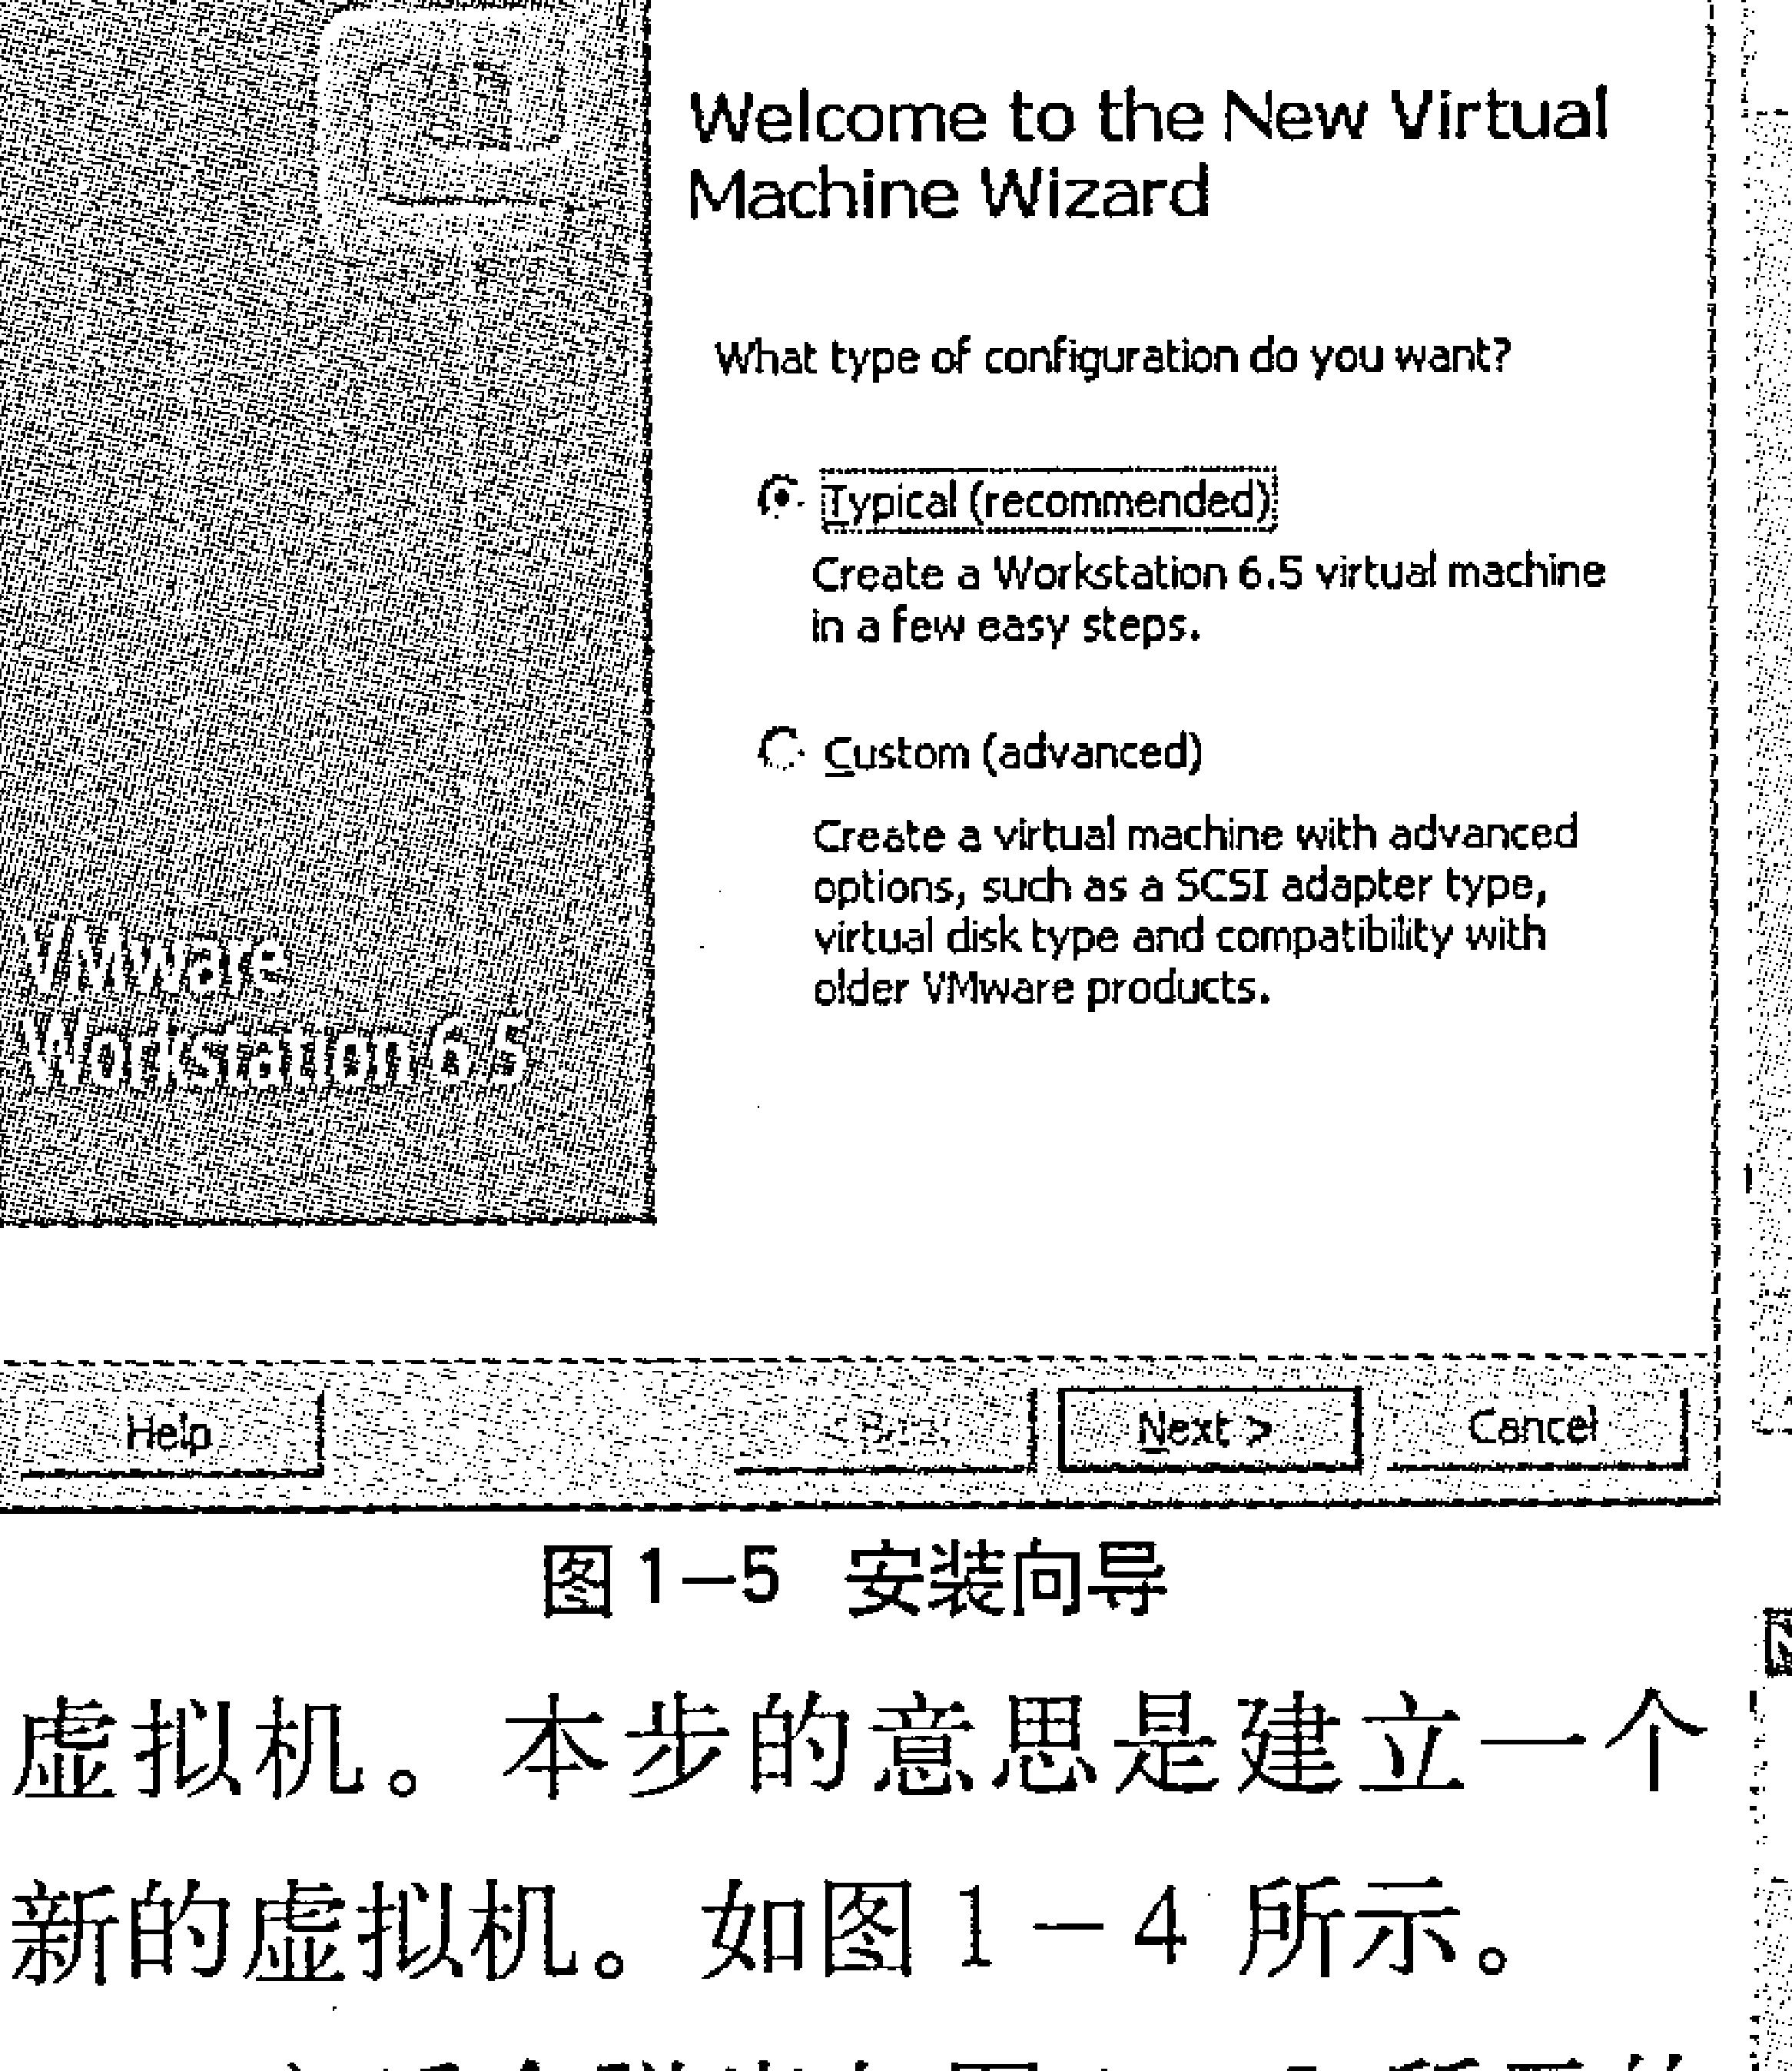 Welcome to the New Virtual
Machine Wizard
What type of configuration do you want?
Typical (recommended)
Create a Workstation 6.5 virtual machine
in a few easy steps.
Custom (advanced)
Create a virtual machine with advanced
options, such as a SCSI adapter type,
virtual disk type and compatibility with
older VMware products.
VMware
Workstation 6.5
Help
Next >
Cancel
图1-5 安装向导
虚拟机。本步的意思是建立一个
新的虚拟机。如图 1-4 所示。